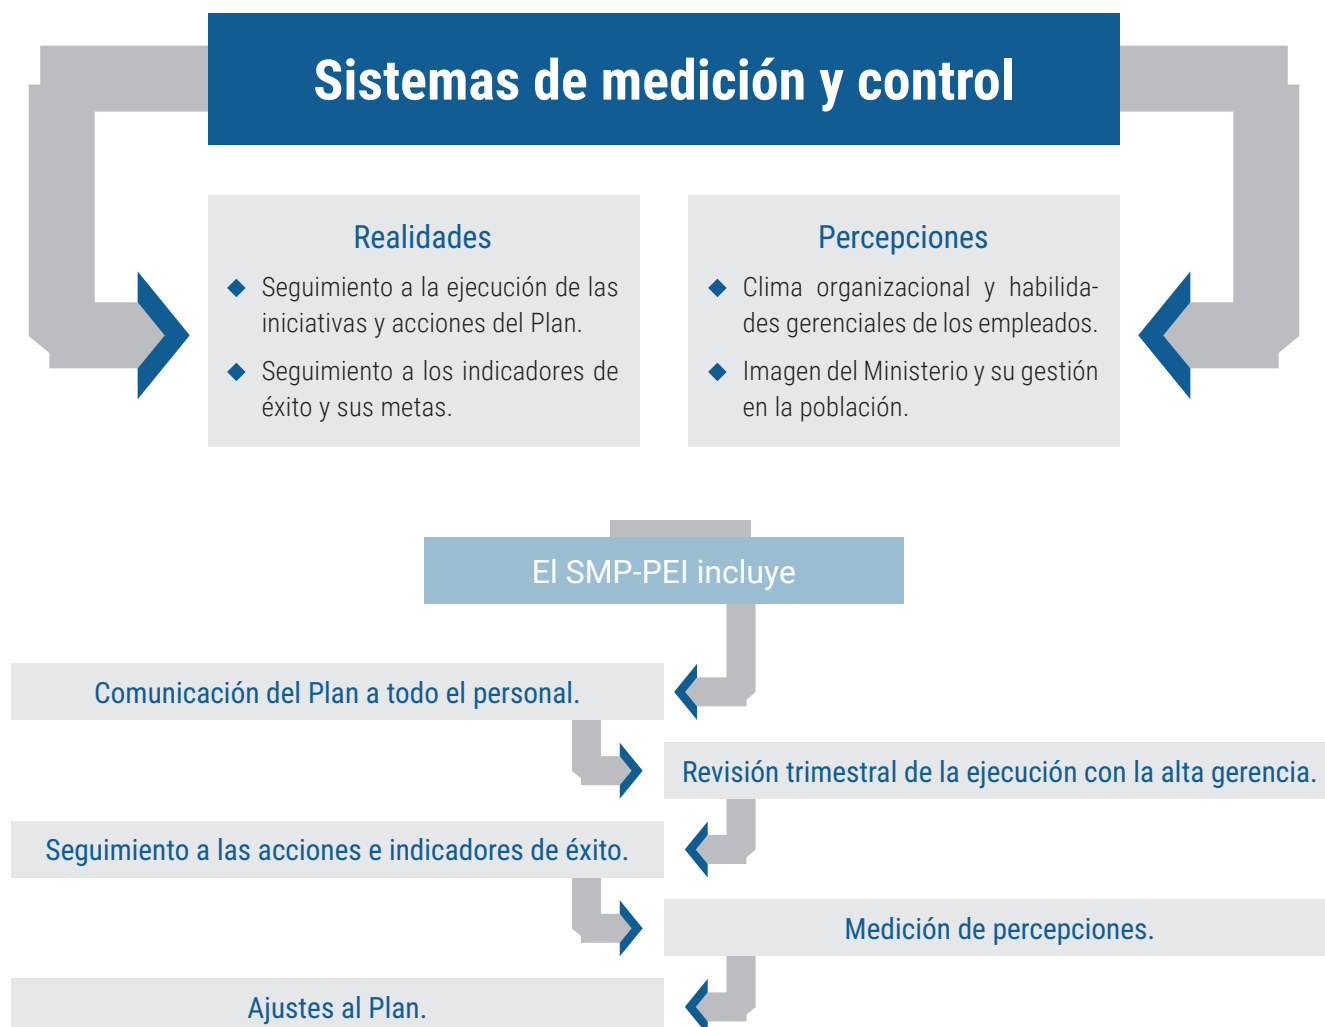 Sistemas de medición y control
Realidades
◆ Seguimiento a la ejecución de las
iniciativas y acciones del Plan.
◆ Seguimiento a los indicadores de
éxito y sus metas.
Percepciones
◆ Clima organizacional y habilida-
des gerenciales de los empleados.
◆ Imagen del Ministerio y su gestión
en la población.
El SMP-PEI incluye
Comunicación del Plan a todo el personal.
Revisión trimestral de la ejecución con la alta gerencia.
Seguimiento a las acciones e indicadores de éxito.
Medición de percepciones.
Ajustes al Plan.